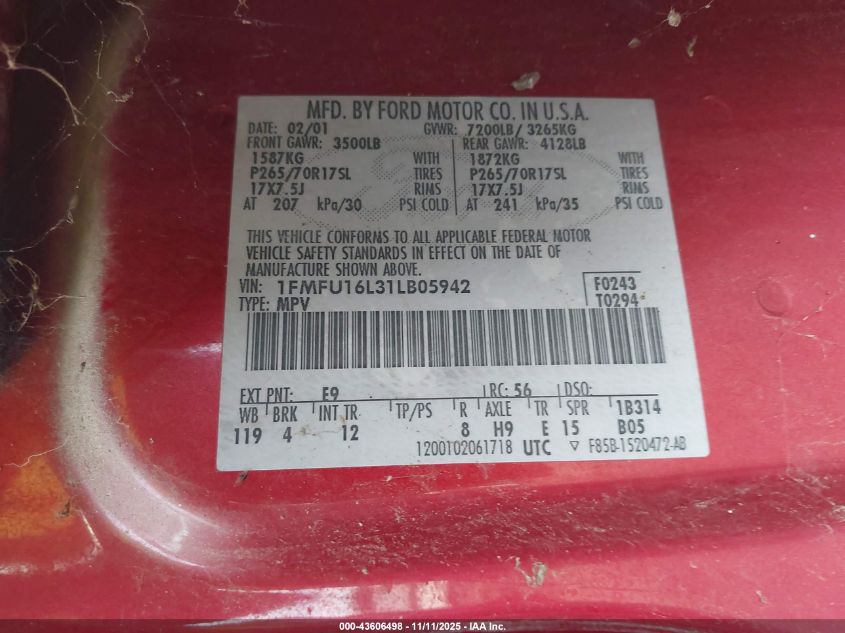 MFD. BY FORD MOTOR CO. IN U.S.A.
DATE: 02/01 GVWR: 7200LB / 3265KG
FRONT GAWR: 3500LB REAR GAWR: 4128LB
1587KG WITH 1872KG WITH
P265/70R17SL TIRES P265/70R17SL TIRES
17X7.5J RIMS 17X7.5J RIMS
AT 207 kPa/30 PSI COLD AT 241 kPa/35 PSI COLD
THIS VEHICLE CONFORMS TO ALL APPLICABLE FEDERAL MOTOR
VEHICLE SAFETY STANDARDS IN EFFECT ON THE DATE OF
MANUFACTURE SHOWN ABOVE.
VIN: 1FMFU16L31LB05942 F0243
TYPE: MPV T0294
EXT PNT: E9 RC: 56 DSO:
WB BRK INT TR TP/PS R AXLE TR SPR 1B314
119 4 12 8 H9 E 15 B05
1200102061718 UTC ▽ F85B-1520472-AB
000-43606498 - 11/11/2025 - IAA Inc.